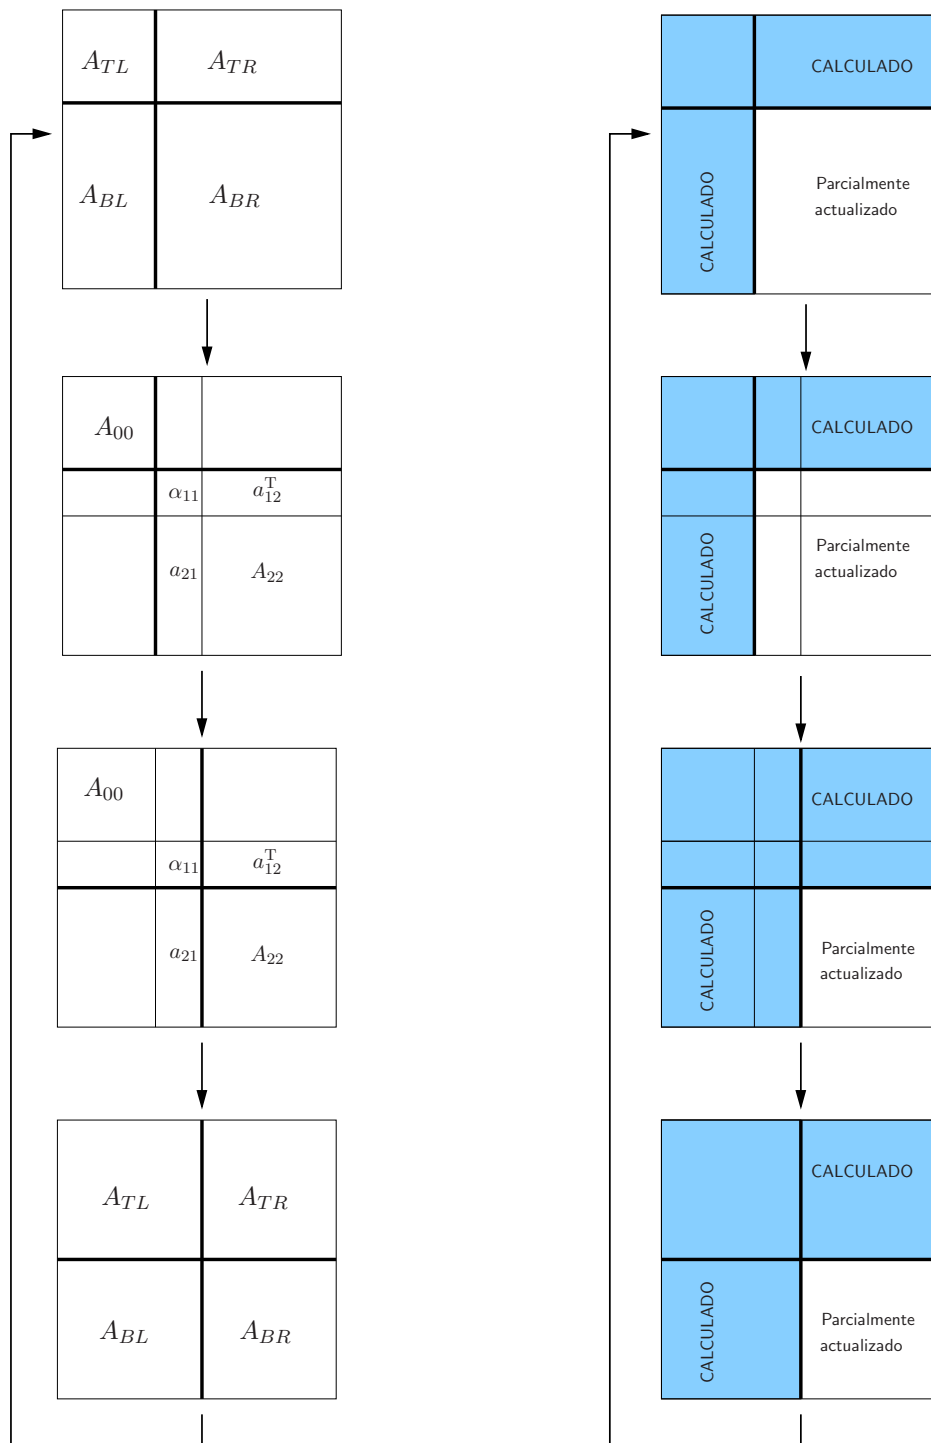 A_{TL} A_{TR}
A_{BL} A_{BR}
CALCULADO
CALCULADO
Parcialmente
actualizado
A_{00}
α_{11} a_{12}^{T}
a_{21} A_{22}
CALCULADO
CALCULADO
Parcialmente
actualizado
A_{00}
α_{11} a_{12}^{T}
a_{21} A_{22}
CALCULADO
CALCULADO
Parcialmente
actualizado
A_{TL} A_{TR}
A_{BL} A_{BR}
CALCULADO
CALCULADO
Parcialmente
actualizado